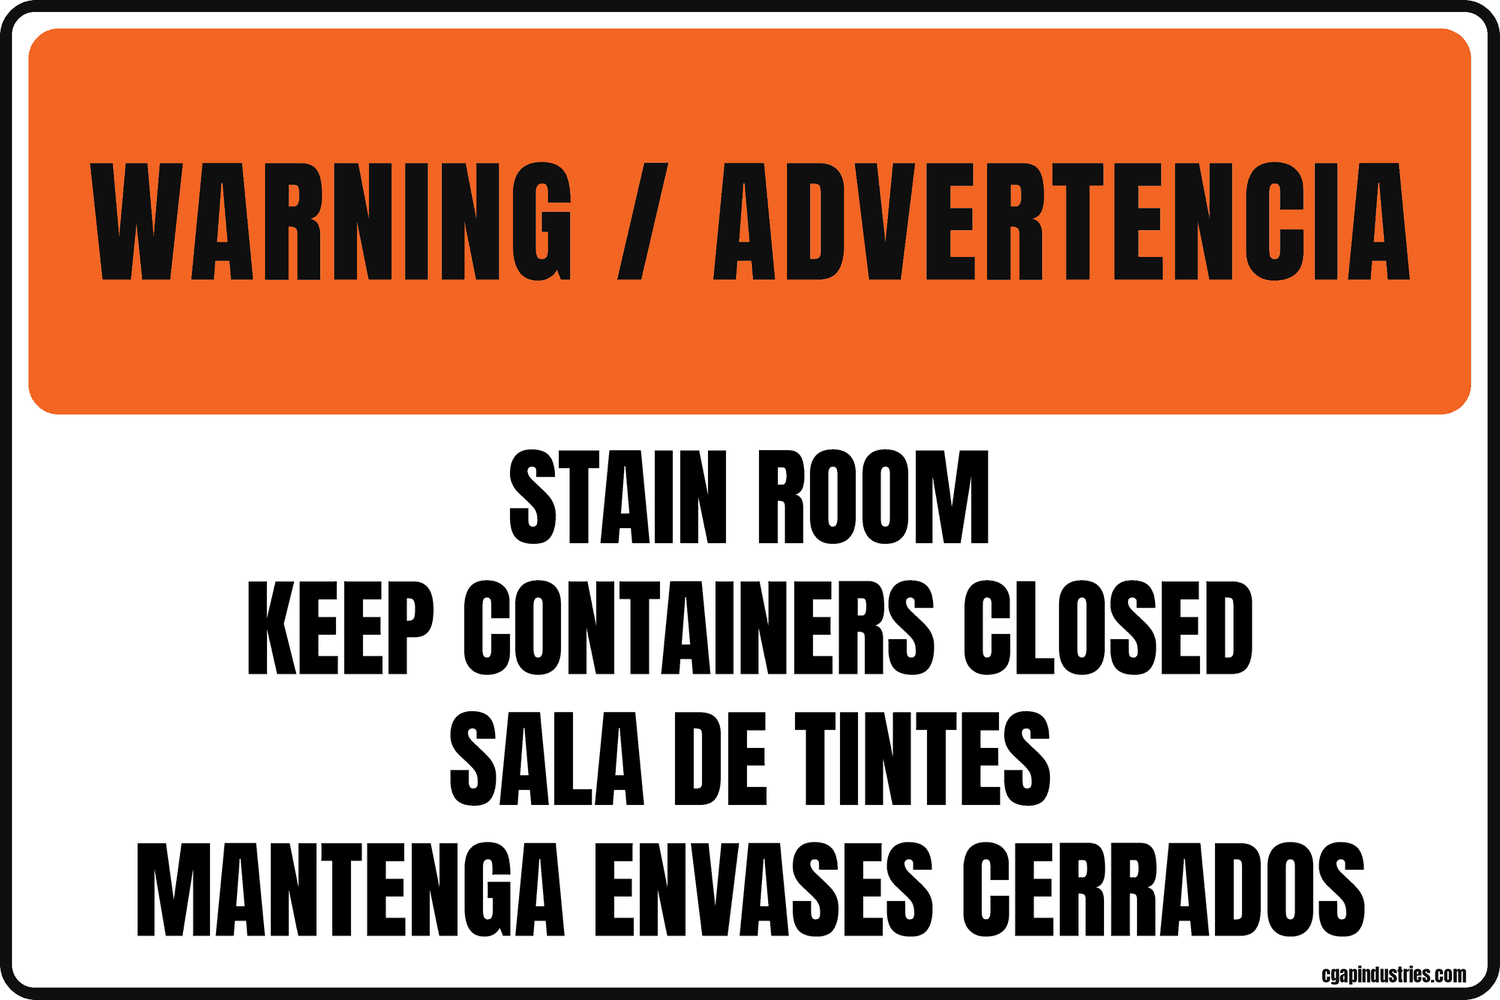 WARNING / ADVERTENCIA
STAIN ROOM
KEEP CONTAINERS CLOSED
SALA DE TINTES
MANTENGA ENVASES CERRADOS
cgapindustries.com